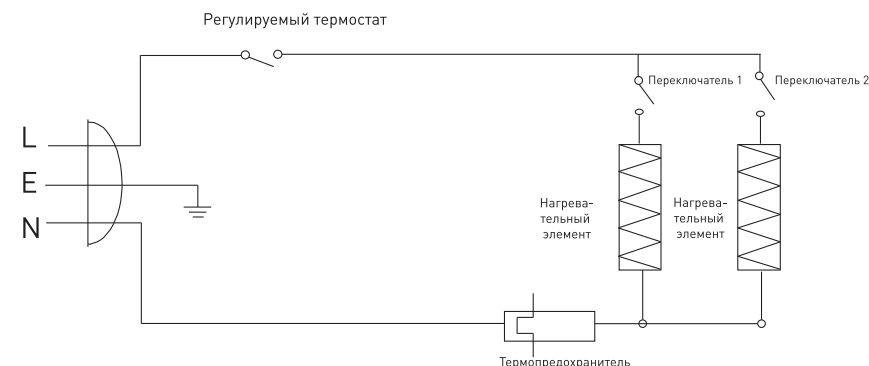 Регулируемый термостат
Переключатель 1
Переключатель 2
L
E
N
Нагрева-
тельный
элемент
Нагрева-
тельный
элемент
Термопредохранитель